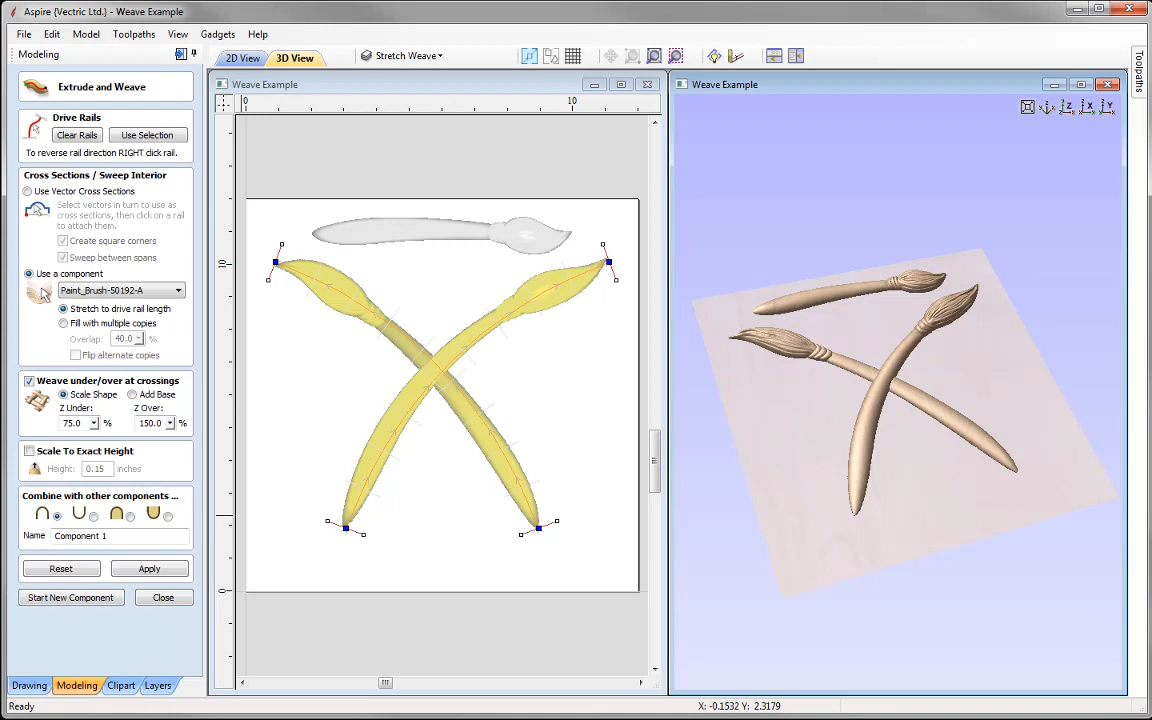 Aspire {Vectric Ltd.} - Weave Example
File Edit Model Toolpaths View Gadgets Help
Modeling
2D View 3D View
Stretch Weave
Toolpaths
Extrude and Weave
Drive Rails
Clear Rails Use Selection
To reverse rail direction RIGHT click rail.
Cross Sections / Sweep Interior
Use Vector Cross Sections
Select vectors in turn to use as
cross sections, then click on a rail
to attach them.
Create square corners
Sweep between spans
Use a component
Paint_Brush-50192-A
Stretch to drive rail length
Fill with multiple copies
Overlap: 40.0 %
Flip alternate copies
Weave under/over at crossings
Scale Shape Add Base
Z Under: Z Over:
75.0 % 150.0 %
Scale To Exact Height
Height: 0.15 inches
Combine with other components ...
Name Component 1
Reset Apply
Start New Component Close
Drawing Modeling Clipart Layers
Weave Example
0 10
10
0
Weave Example
Z X Y
Ready
X: -0.1532 Y: 2.3179